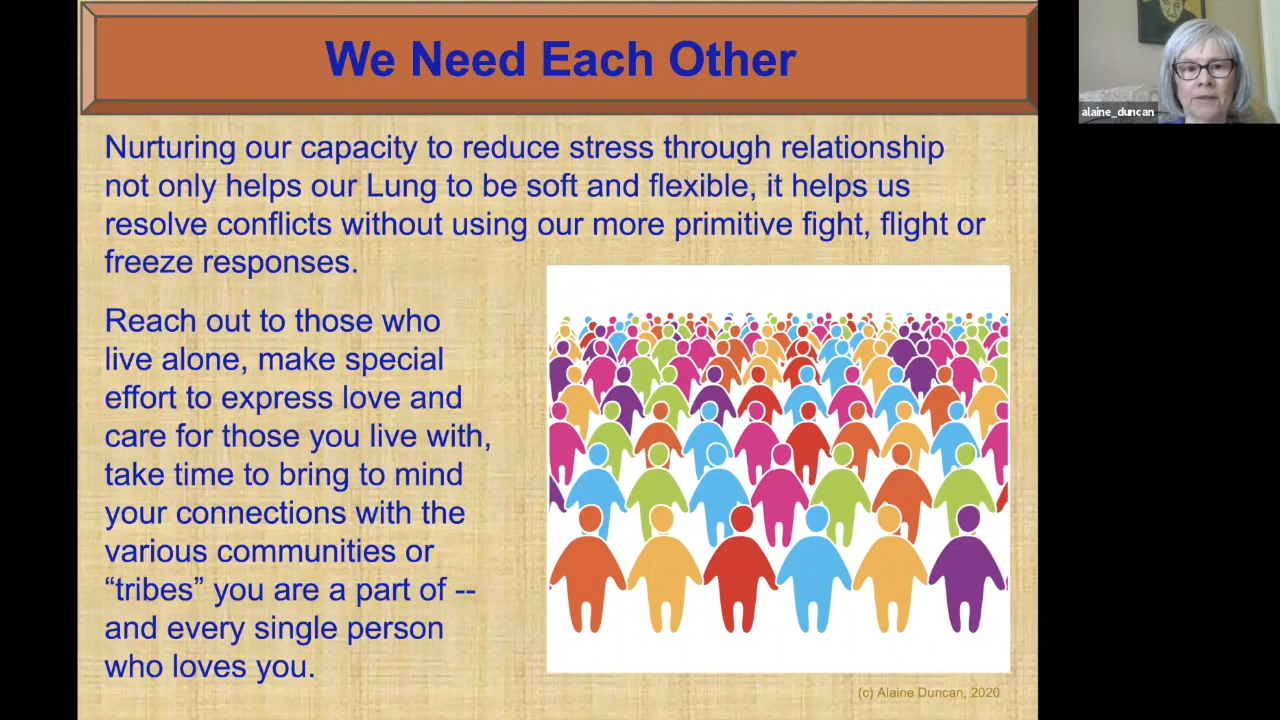 We Need Each Other
alaine_duncan
Nurturing our capacity to reduce stress through relationship
not only helps our Lung to be soft and flexible, it helps us
resolve conflicts without using our more primitive fight, flight or
freeze responses.
Reach out to those who
live alone, make special
effort to express love and
care for those you live with,
take time to bring to mind
your connections with the
various communities or
“tribes” you are a part of --
and every single person
who loves you.
(c) Alaine Duncan, 2020